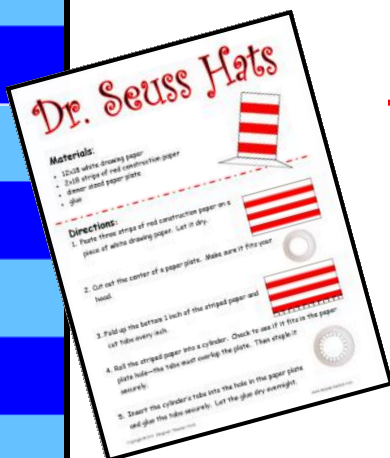 Dr. Seuss Hats
Materials:
• 12x18 white drawing paper
• 2x18 strips of red construction paper
• dinner sized paper plate
• glue
Directions:
1. Paste three strips of red construction paper on a
piece of white drawing paper. Let it dry.
2. Cut out the center of a paper plate. Make sure it fits your
head.
3. Fold up the bottom 1 inch of the striped paper and
cut tabs every inch.
4. Roll the striped paper into a cylinder. Check to see if it fits in the paper
plate hole—the tabs must overlap the plate. Then staple it
securely.
5. Insert the cylinder's tabs into the hole in the paper plate
and glue the tabs securely. Let the glue dry overnight.